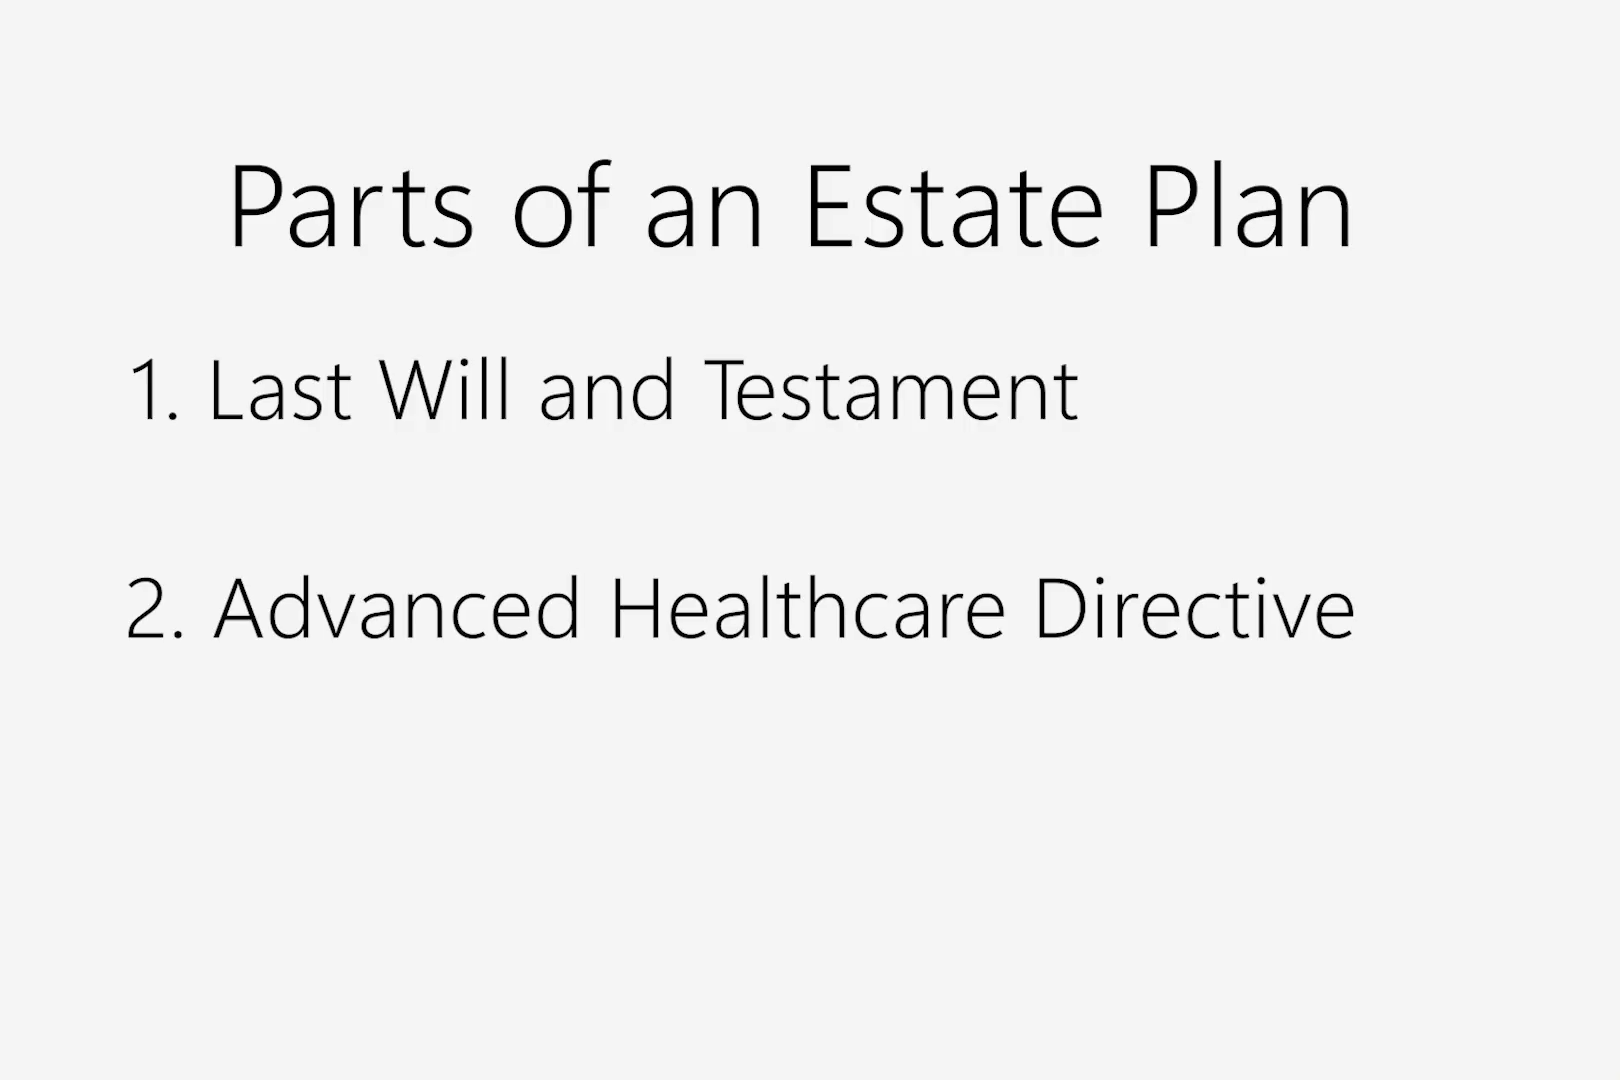 Parts of an Estate Plan
1. Last Will and Testament
2. Advanced Healthcare Directive